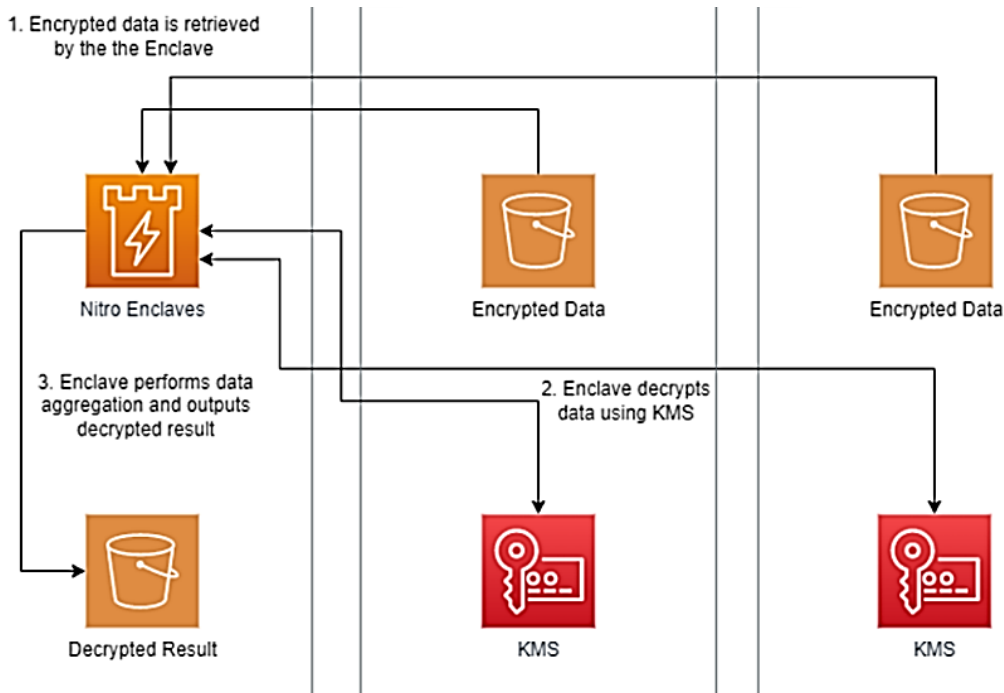 1. Encrypted data is retrieved
by the the Enclave
Nitro Enclaves
Encrypted Data
Encrypted Data
3. Enclave performs data
aggregation and outputs
decrypted result
2. Enclave decrypts
data using KMS
Decrypted Result
KMS
KMS